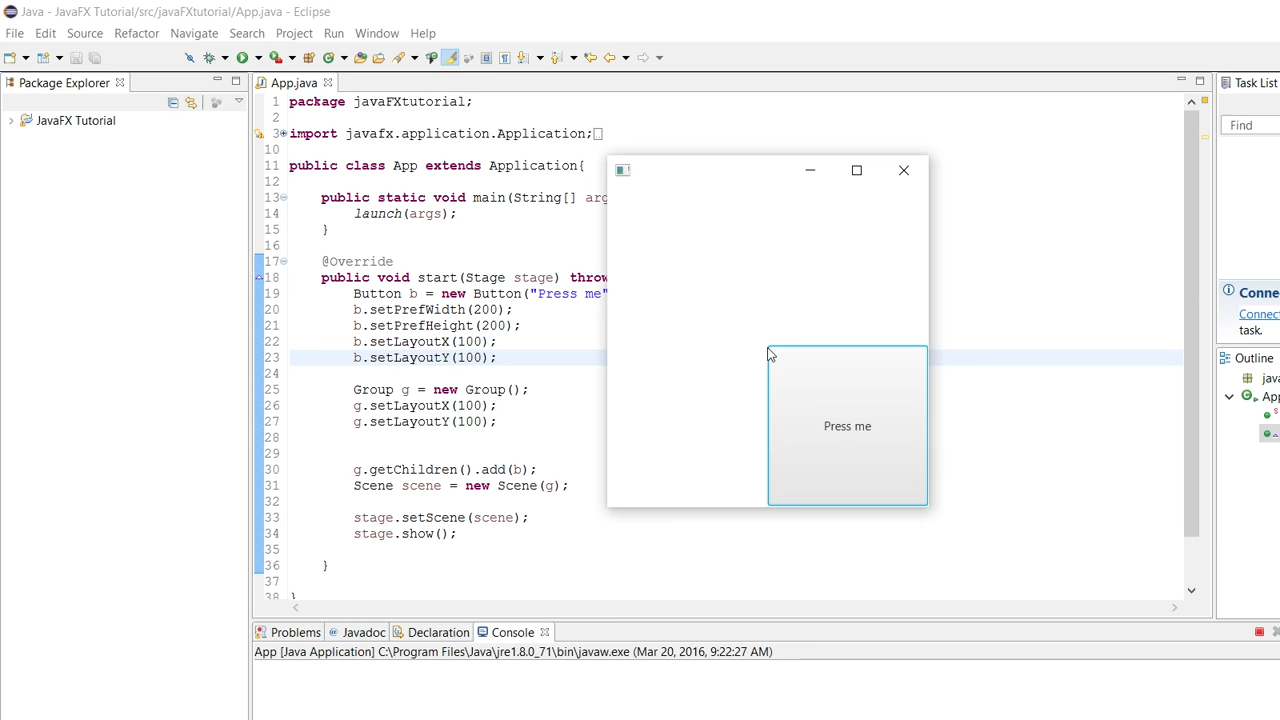 Java - JavaFX Tutorial/src/javaFXtutorial/App.java - Eclipse
File Edit Source Refactor Navigate Search Project Run Window Help
Package Explorer
JavaFX Tutorial
App.java
1 package javaFXtutorial;
2
3 import javafx.application.Application;
10
11 public class App extends Application{
12
13 public static void main(String[] arg
14 launch(args);
15 }
16
17 @Override
18 public void start(Stage stage) throw
19 Button b = new Button("Press me"
20 b.setPrefWidth(200);
21 b.setPrefHeight(200);
22 b.setLayoutX(100);
23 b.setLayoutY(100);
24
25 Group g = new Group();
26 g.setLayoutX(100);
27 g.setLayoutY(100);
28
29
30 g.getChildren().add(b);
31 Scene scene = new Scene(g);
32
33 stage.setScene(scene);
34 stage.show();
35
36 }
37
38 }
Press me
Task List
Find
Conne
Connect
task.
Outline
java
App
S
Problems Javadoc Declaration Console
App [Java Application] C:\Program Files\Java\jre1.8.0_71\bin\javaw.exe (Mar 20, 2016, 9:22:27 AM)